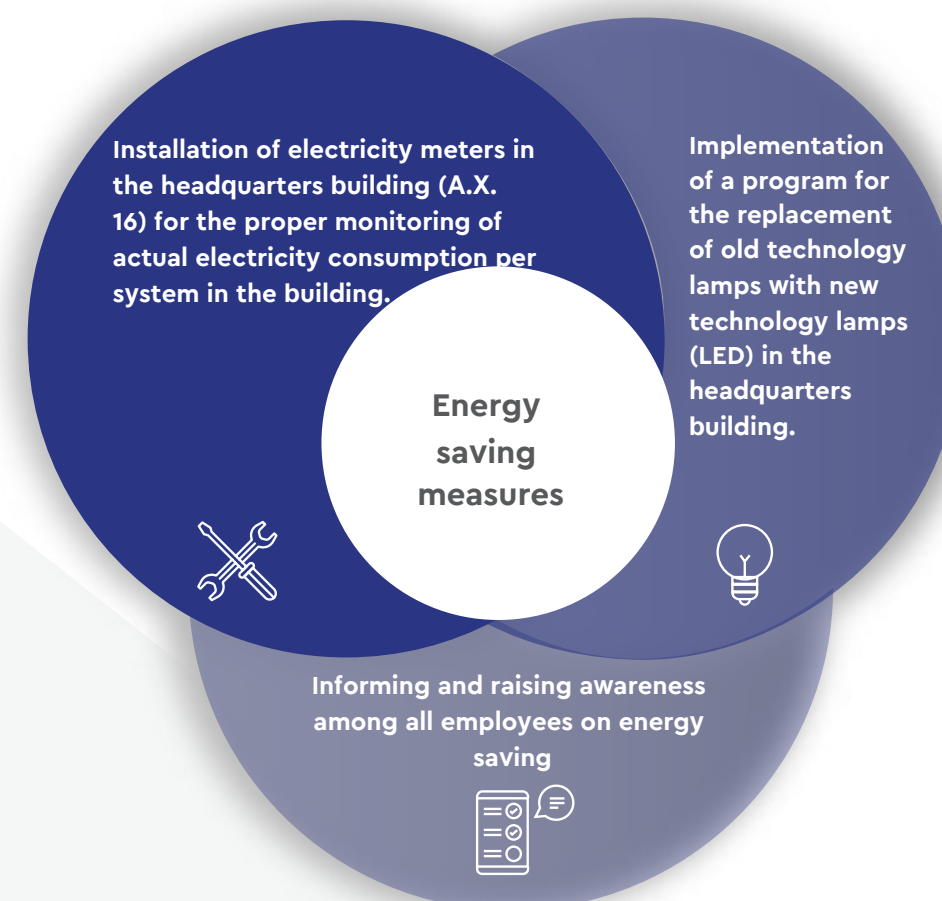 Installation of electricity meters in
the headquarters building (A.X.
16) for the proper monitoring of
actual electricity consumption per
system in the building.
Implementation
of a program for
the replacement
of old technology
lamps with new
technology lamps
(LED) in the
headquarters
building.
Energy
saving
measures
Informing and raising awareness
among all employees on energy
saving